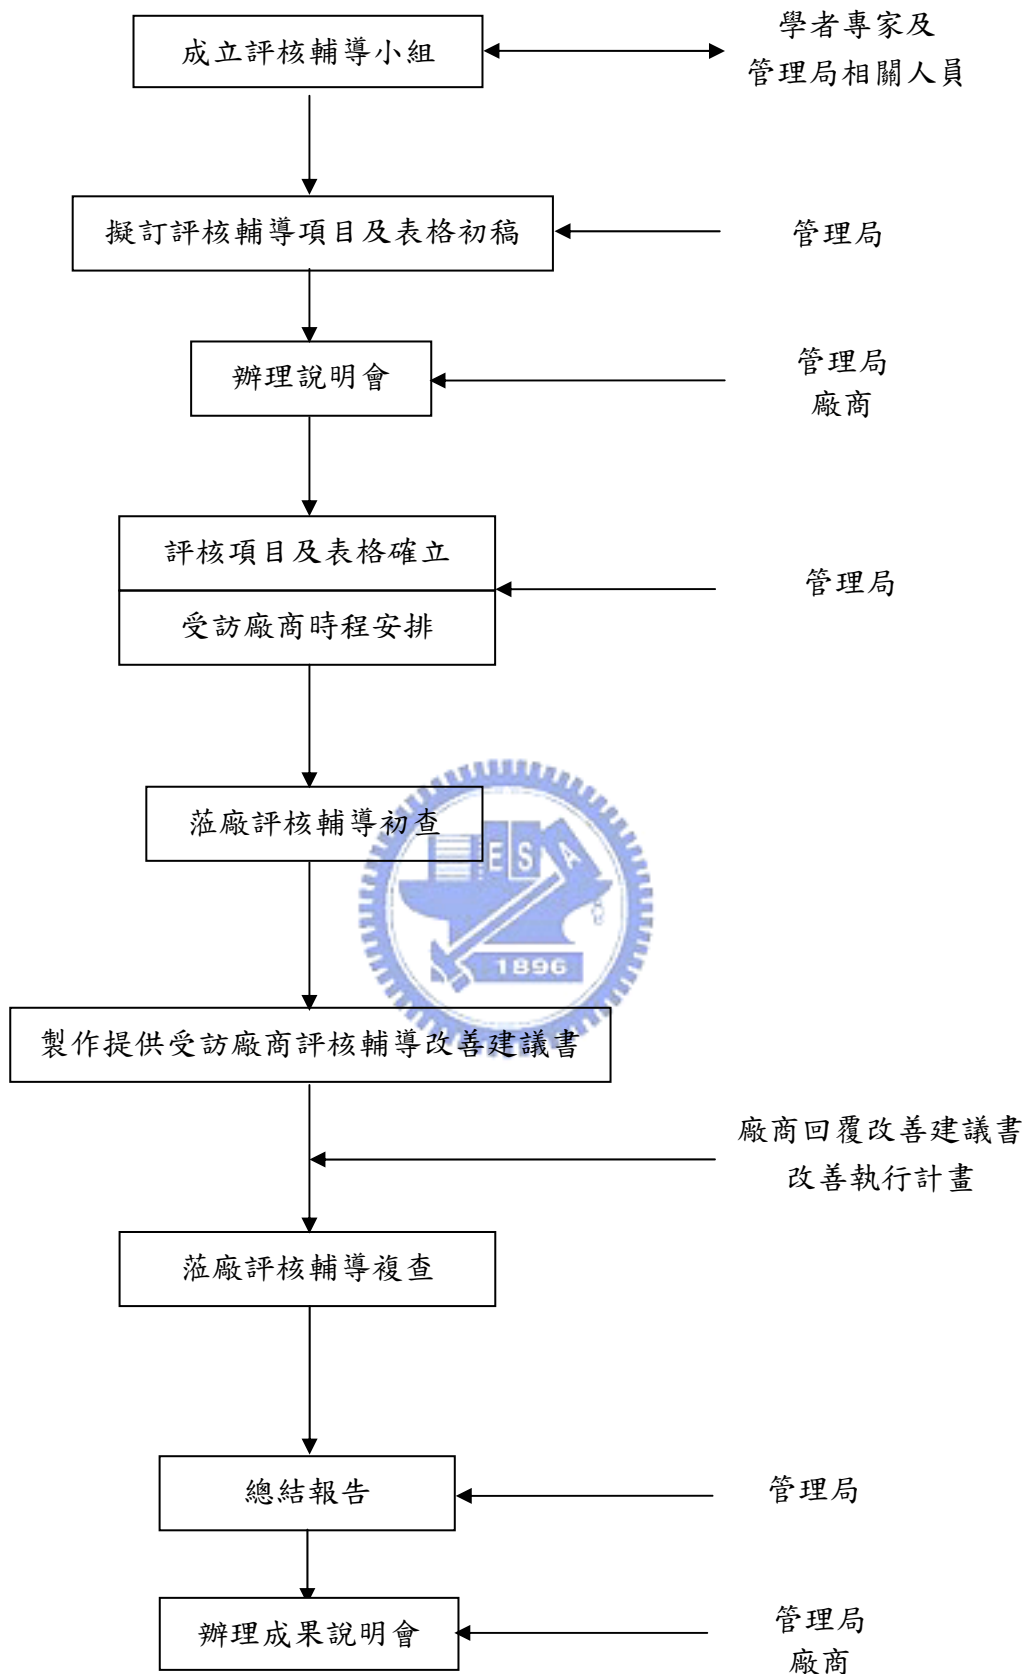 成立評核輔導小組
學者專家及
管理局相關人員
擬訂評核輔導項目及表格初稿
管理局
辦理說明會
管理局
廠商
評核項目及表格確立
受訪廠商時程安排
管理局
蒞廠評核輔導初查
E S A
1896
製作提供受訪廠商評核輔導改善建議書
廠商回覆改善建議書
改善執行計畫
蒞廠評核輔導複查
總結報告
管理局
辦理成果說明會
管理局
廠商